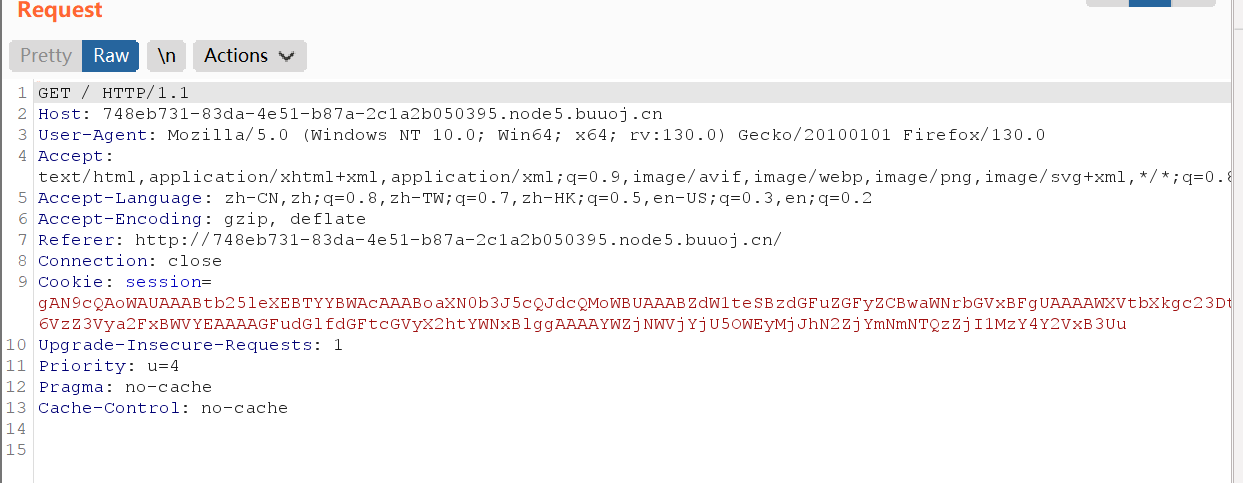 Request
Pretty Raw \n Actions
1 GET / HTTP/1.1
2 Host: 748eb731-83da-4e51-b87a-2c1a2b050395.node5.buuoj.cn
3 User-Agent: Mozilla/5.0 (Windows NT 10.0; Win64; x64; rv:130.0) Gecko/20100101 Firefox/130.0
4 Accept:
text/html,application/xhtml+xml,application/xml;q=0.9,image/avif,image/webp,image/png,image/svg+xml,*/*;q=0.8
5 Accept-Language: zh-CN,zh;q=0.8,zh-TW;q=0.7,zh-HK;q=0.5,en-US;q=0.3,en;q=0.2
6 Accept-Encoding: gzip, deflate
7 Referer: http://748eb731-83da-4e51-b87a-2c1a2b050395.node5.buuoj.cn/
8 Connection: close
9 Cookie: session=
gAN9cQAoWAUAAABtb25leXEBTYYBWAcAAABoaXN0b3J5cQJdcQMoWBUAAABZdW1teSBzdGFuZGFyZCBwaWNrbGVxBFgUAAAAWXVtbXkgc23Dt
6VzZ3Vya2FxBWVYEAAAAGFudGlfdGFtcGVyX2htYWNxBlggAAAAYWZjNWVjYjU5OWEyMjJhN2ZjYmNmNTQzZjI1MzY4Y2VxB3Uu
10 Upgrade-Insecure-Requests: 1
11 Priority: u=4
12 Pragma: no-cache
13 Cache-Control: no-cache
14
15